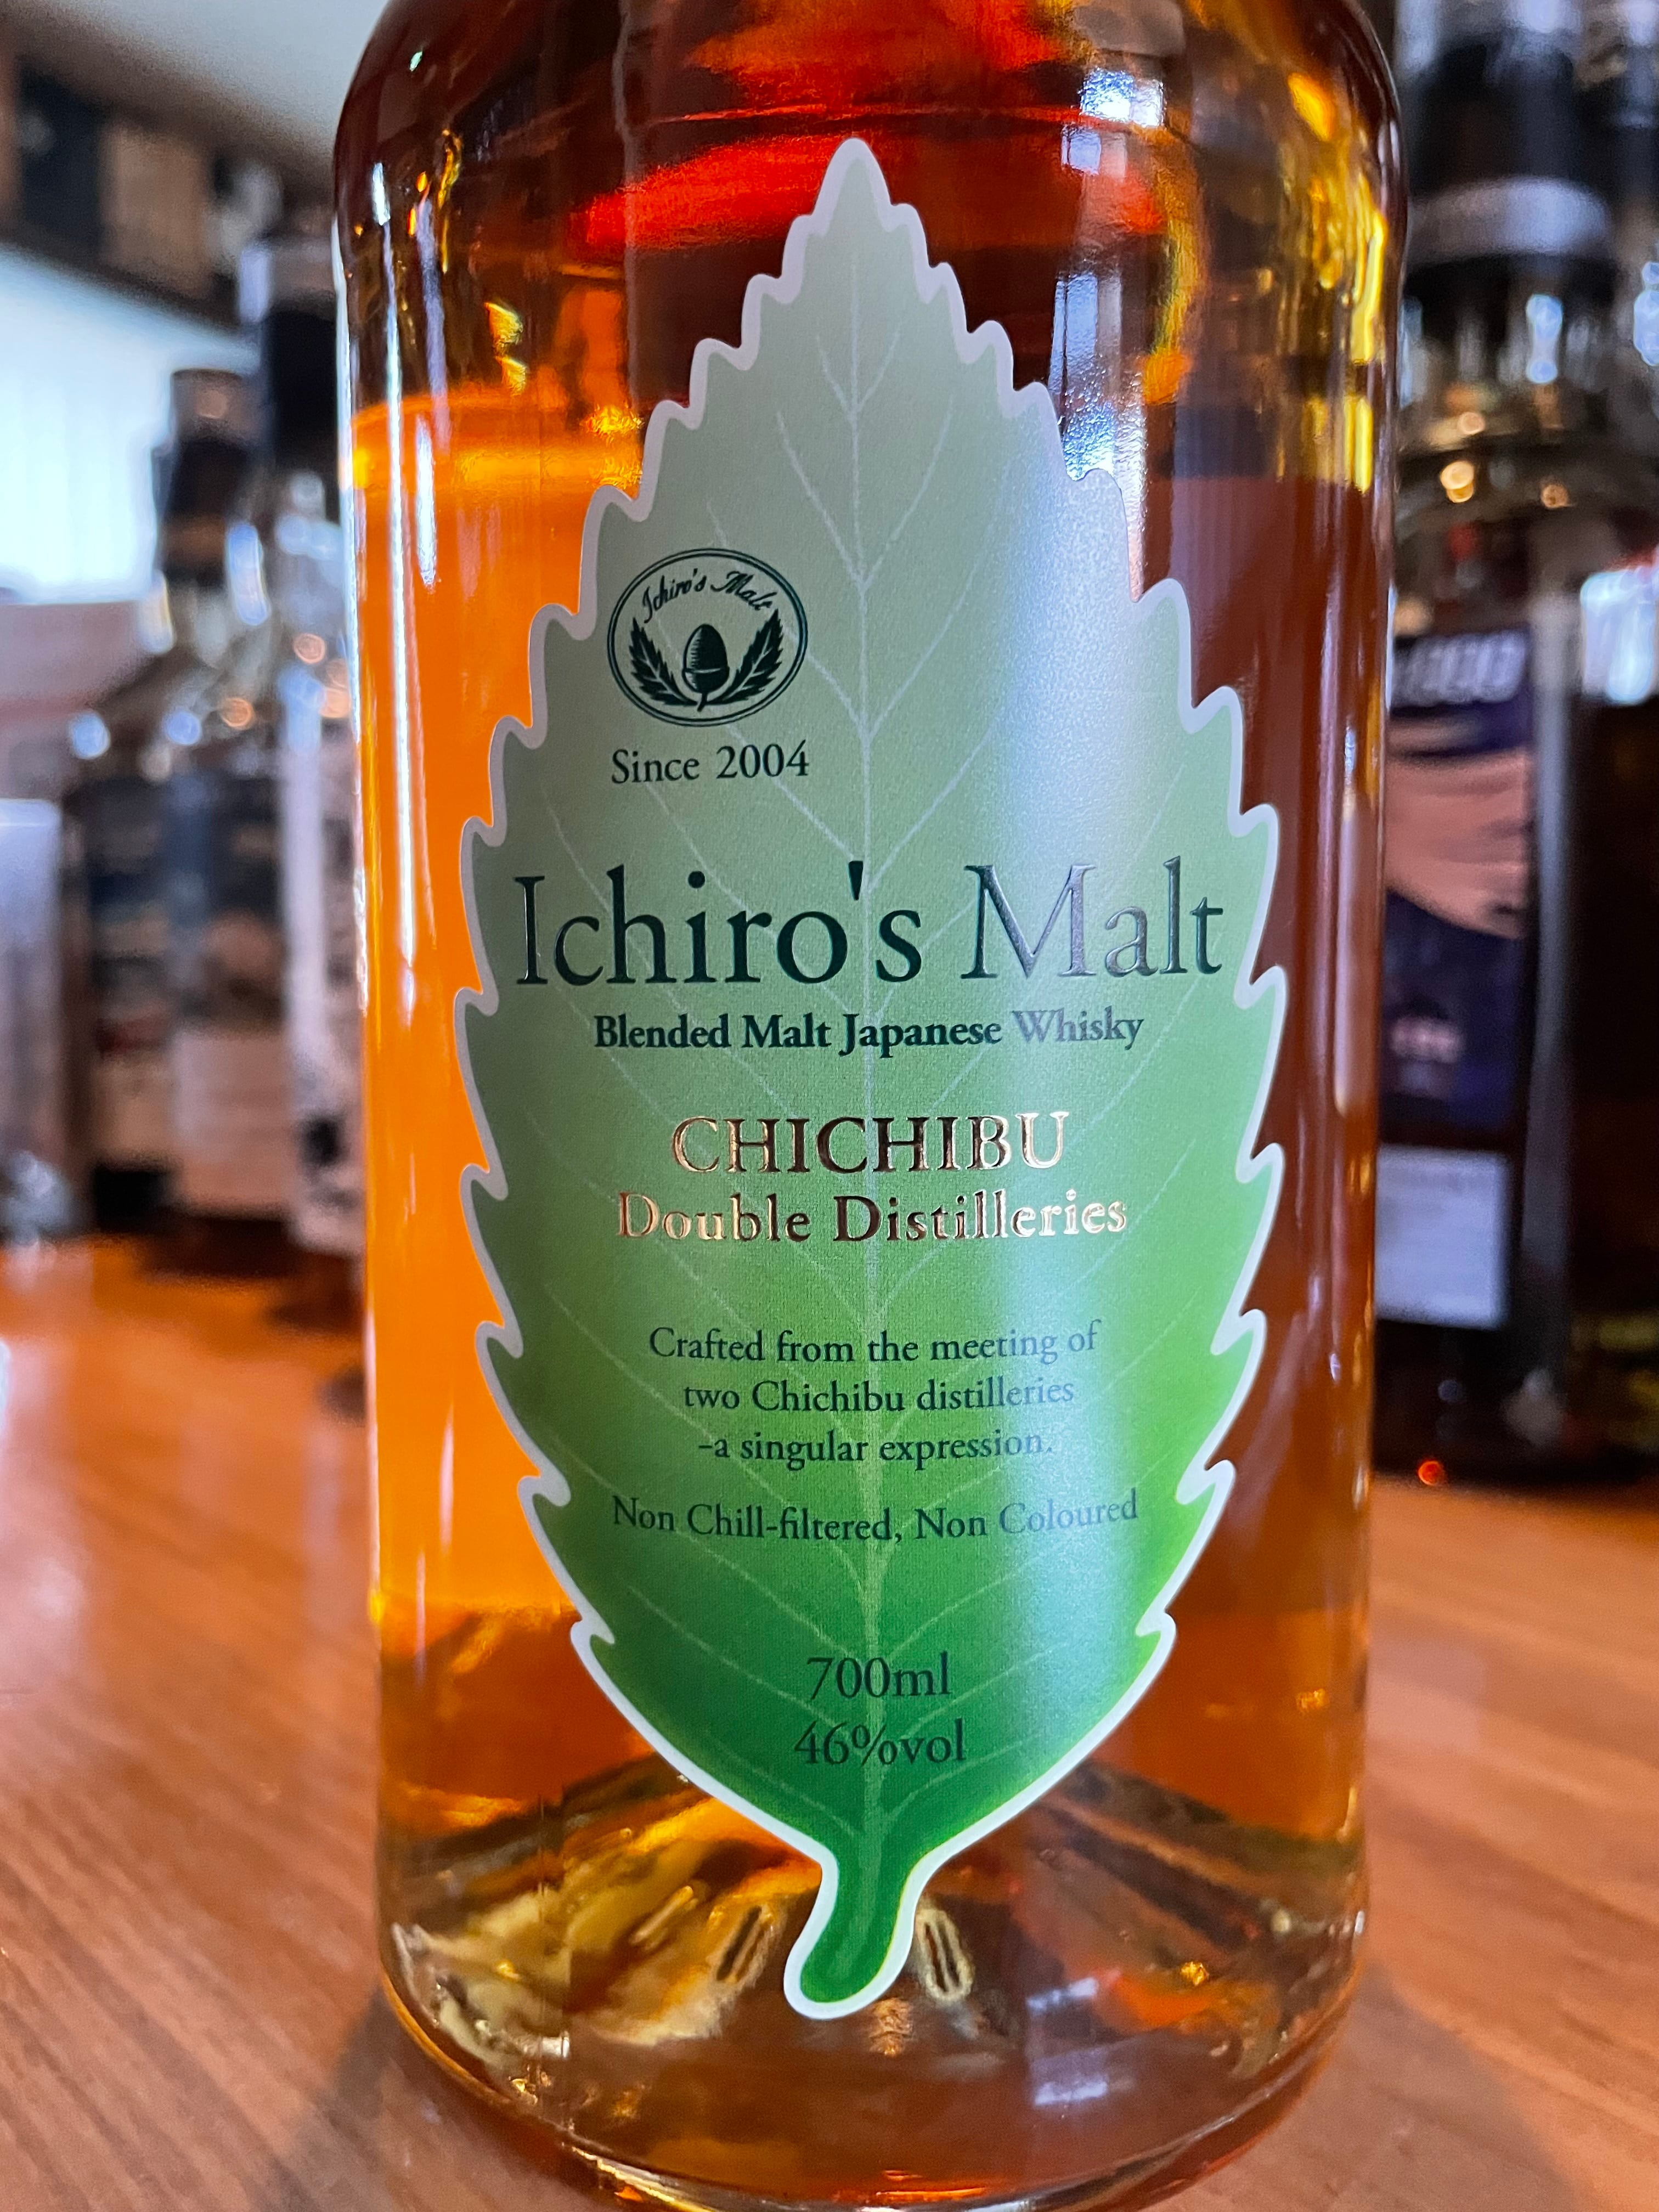 Ichiro's Malt
Since 2004
Ichiro's Malt
Blended Malt Japanese Whisky
CHICHIBU
Double Distilleries
Crafted from the meeting of
two Chichibu distilleries
-a singular expression.
Non Chill-filtered, Non Coloured
700ml
46%vol